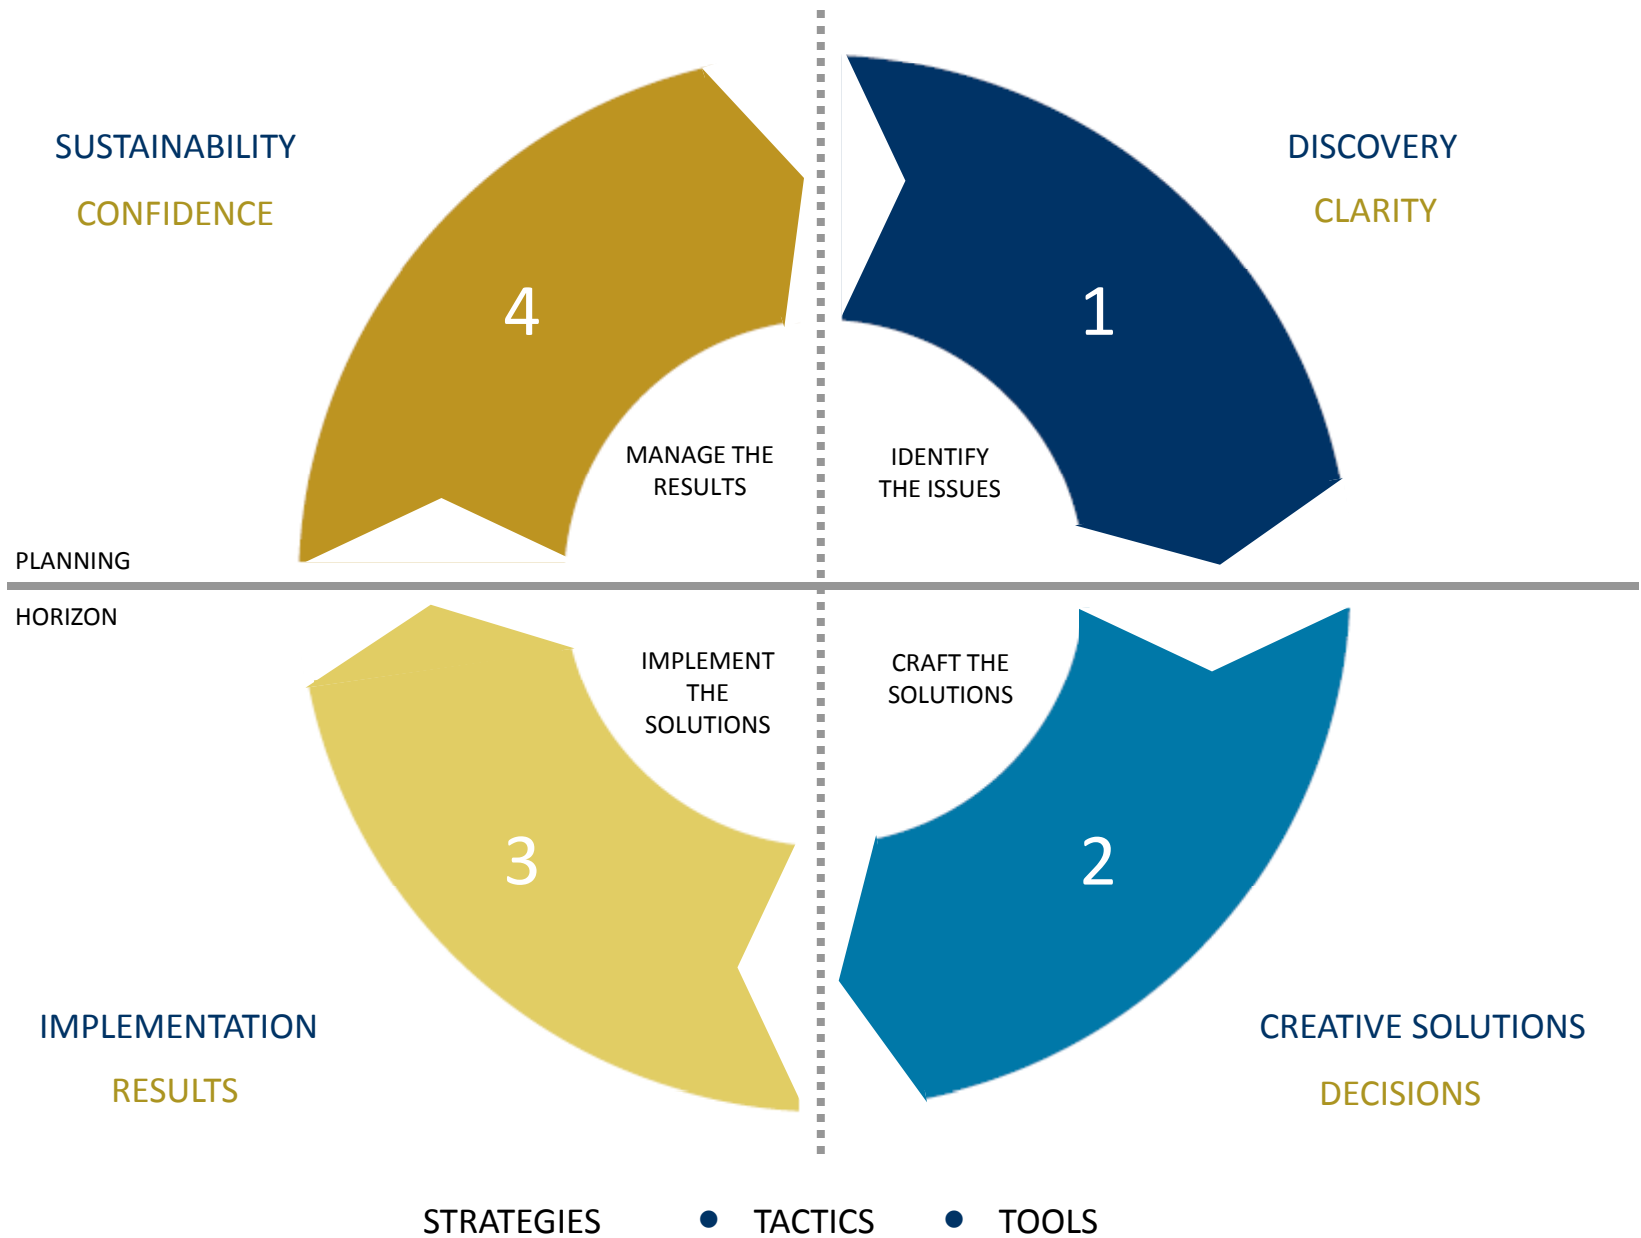 SUSTAINABILITY
CONFIDENCE
DISCOVERY
CLARITY
4
1
MANAGE THE
RESULTS
IDENTIFY
THE ISSUES
PLANNING
HORIZON
IMPLEMENT
THE
SOLUTIONS
CRAFT THE
SOLUTIONS
3
2
IMPLEMENTATION
RESULTS
CREATIVE SOLUTIONS
DECISIONS
STRATEGIES • TACTICS • TOOLS